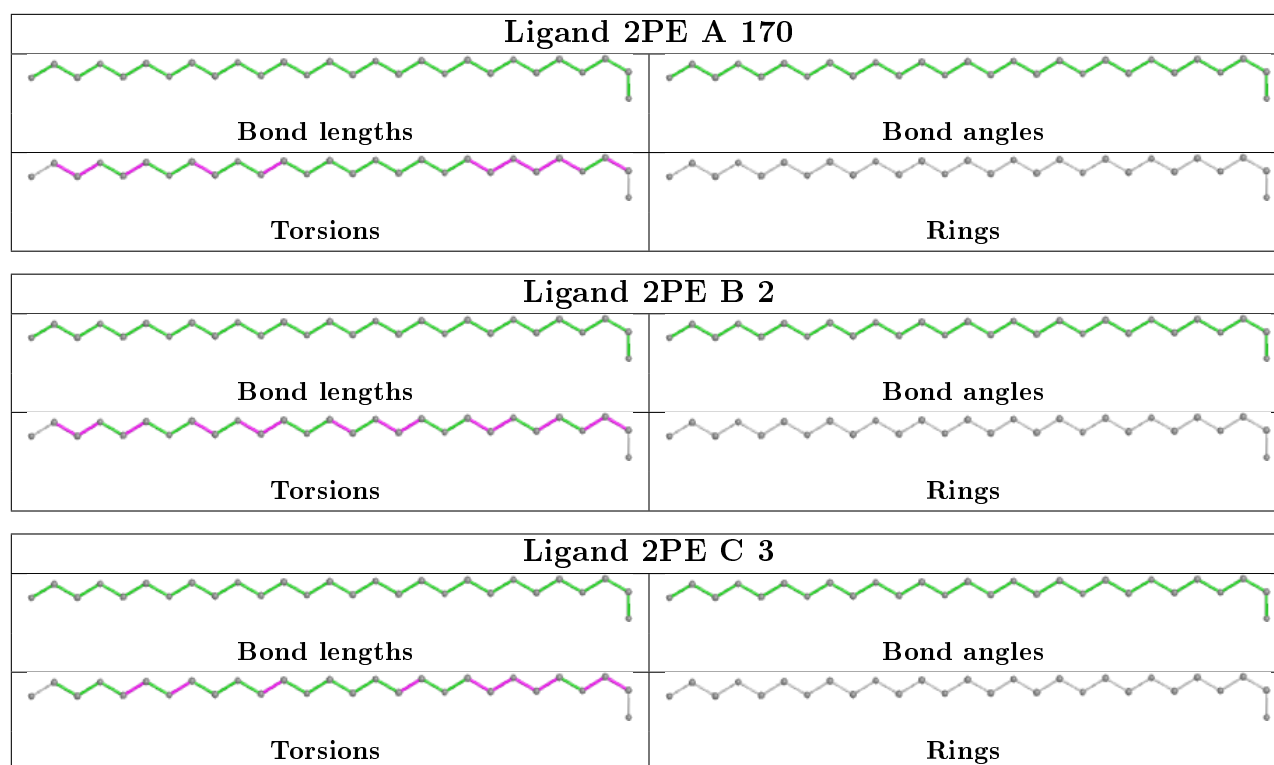 Ligand 2PE A 170
Bond lengths Bond angles
Torsions Rings
Ligand 2PE B 2
Bond lengths Bond angles
Torsions Rings
Ligand 2PE C 3
Bond lengths Bond angles
Torsions Rings